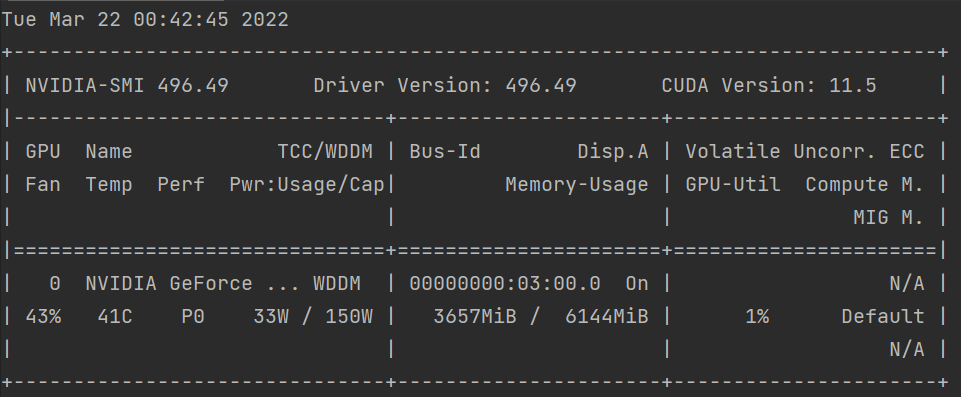 Tue Mar 22 00:42:45 2022
+-----------------------------------------------------------------------------+
| NVIDIA-SMI 496.49       Driver Version: 496.49       CUDA Version: 11.5     |
|-------------------------------+----------------------+----------------------+
| GPU  Name            TCC/WDDM | Bus-Id        Disp.A | Volatile Uncorr. ECC |
| Fan  Temp  Perf  Pwr:Usage/Cap|         Memory-Usage | GPU-Util  Compute M. |
|                               |                      |               MIG M. |
|===============================+======================+======================|
|   0  NVIDIA GeForce ... WDDM  | 00000000:03:00.0  On |                  N/A |
| 43%   41C    P0    33W / 150W |   3657MiB /  6144MiB |      1%      Default |
|                               |                      |                  N/A |
+-------------------------------+----------------------+----------------------+